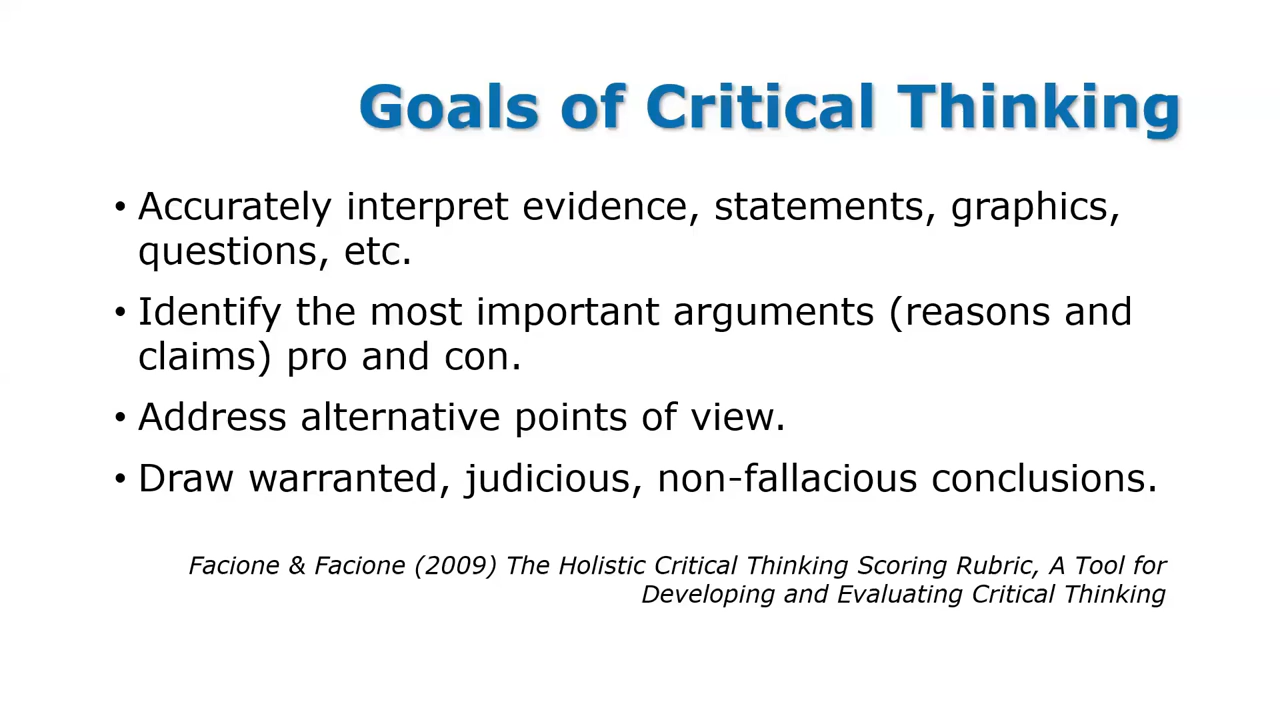 Goals of Critical Thinking
• Accurately interpret evidence, statements, graphics,
questions, etc.
• Identify the most important arguments (reasons and
claims) pro and con.
• Address alternative points of view.
• Draw warranted, judicious, non-fallacious conclusions.
Facione & Facione (2009) The Holistic Critical Thinking Scoring Rubric, A Tool for
Developing and Evaluating Critical Thinking